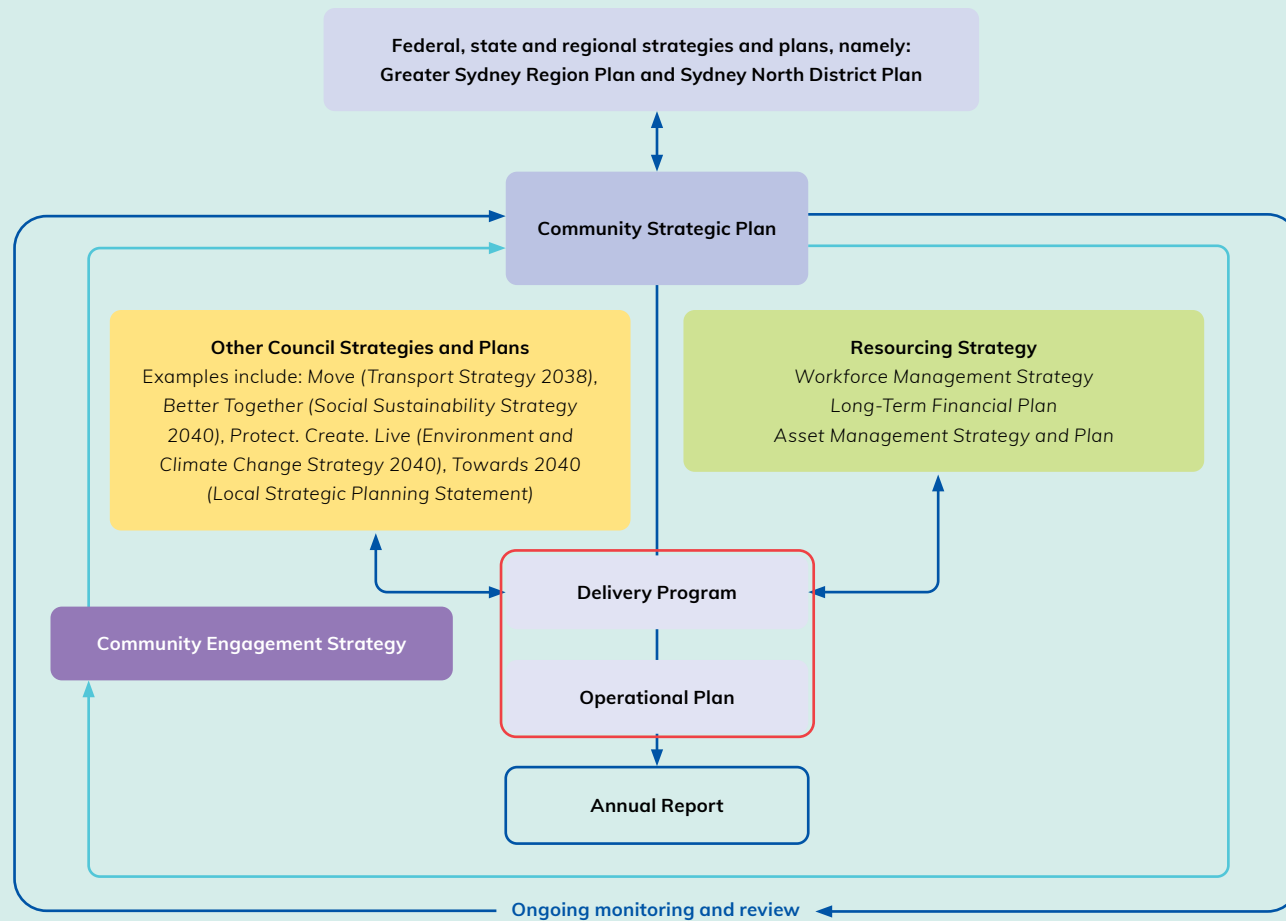 Federal, state and regional strategies and plans, namely:
Greater Sydney Region Plan and Sydney North District Plan
Community Strategic Plan
Other Council Strategies and Plans
Examples include: Move (Transport Strategy 2038),
Better Together (Social Sustainability Strategy
2040), Protect. Create. Live (Environment and
Climate Change Strategy 2040), Towards 2040
(Local Strategic Planning Statement)
Resourcing Strategy
Workforce Management Strategy
Long-Term Financial Plan
Asset Management Strategy and Plan
Delivery Program
Community Engagement Strategy
Operational Plan
Annual Report
Ongoing monitoring and review